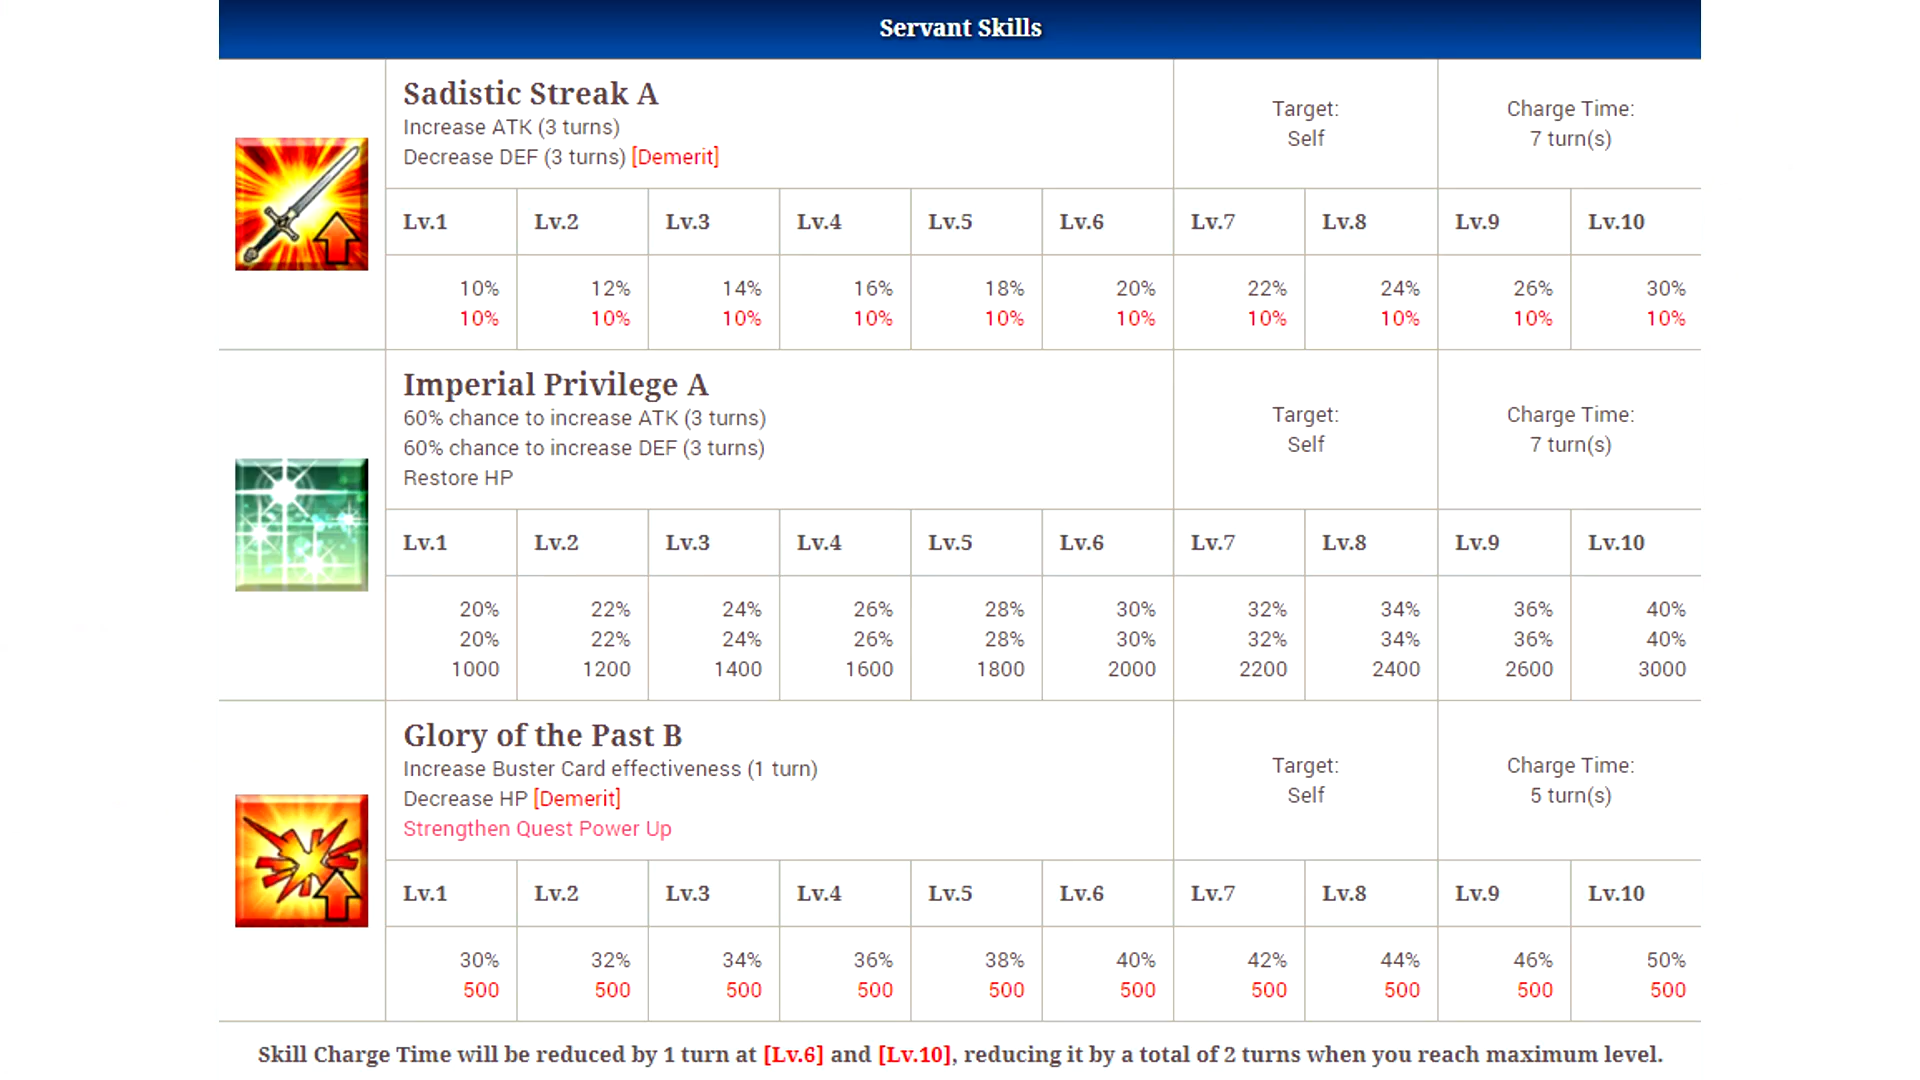 Servant Skills
Sadistic Streak A
Increase ATK (3 turns)
Decrease DEF (3 turns) [Demerit]
Target:
Self
Charge Time:
7 turn(s)
Lv.1 Lv.2 Lv.3 Lv.4 Lv.5 Lv.6 Lv.7 Lv.8 Lv.9 Lv.10
10% 12% 14% 16% 18% 20% 22% 24% 26% 30%
10% 10% 10% 10% 10% 10% 10% 10% 10% 10%
Imperial Privilege A
60% chance to increase ATK (3 turns)
60% chance to increase DEF (3 turns)
Restore HP
Target:
Self
Charge Time:
7 turn(s)
Lv.1 Lv.2 Lv.3 Lv.4 Lv.5 Lv.6 Lv.7 Lv.8 Lv.9 Lv.10
20% 22% 24% 26% 28% 30% 32% 34% 36% 40%
20% 22% 24% 26% 28% 30% 32% 34% 36% 40%
1000 1200 1400 1600 1800 2000 2200 2400 2600 3000
Glory of the Past B
Increase Buster Card effectiveness (1 turn)
Decrease HP [Demerit]
Strengthen Quest Power Up
Target:
Self
Charge Time:
5 turn(s)
Lv.1 Lv.2 Lv.3 Lv.4 Lv.5 Lv.6 Lv.7 Lv.8 Lv.9 Lv.10
30% 32% 34% 36% 38% 40% 42% 44% 46% 50%
500 500 500 500 500 500 500 500 500 500
Skill Charge Time will be reduced by 1 turn at [Lv.6] and [Lv.10], reducing it by a total of 2 turns when you reach maximum level.